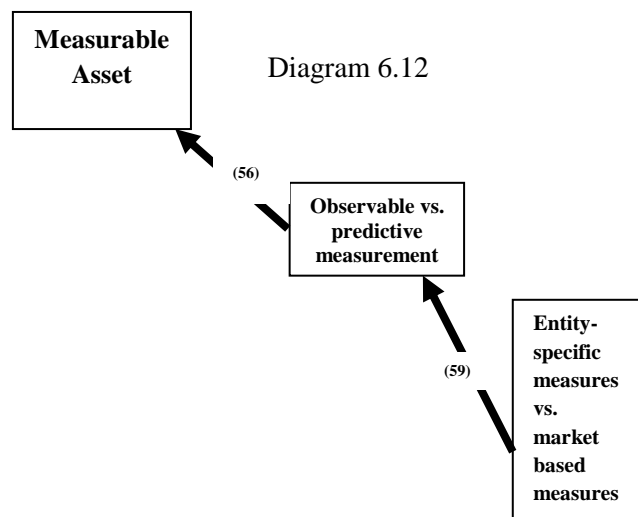 Measurable
Asset
Diagram 6.12
(56)
Observable vs.
predictive
measurement
(59)
Entity-
specific
measures
vs.
market
based
measures